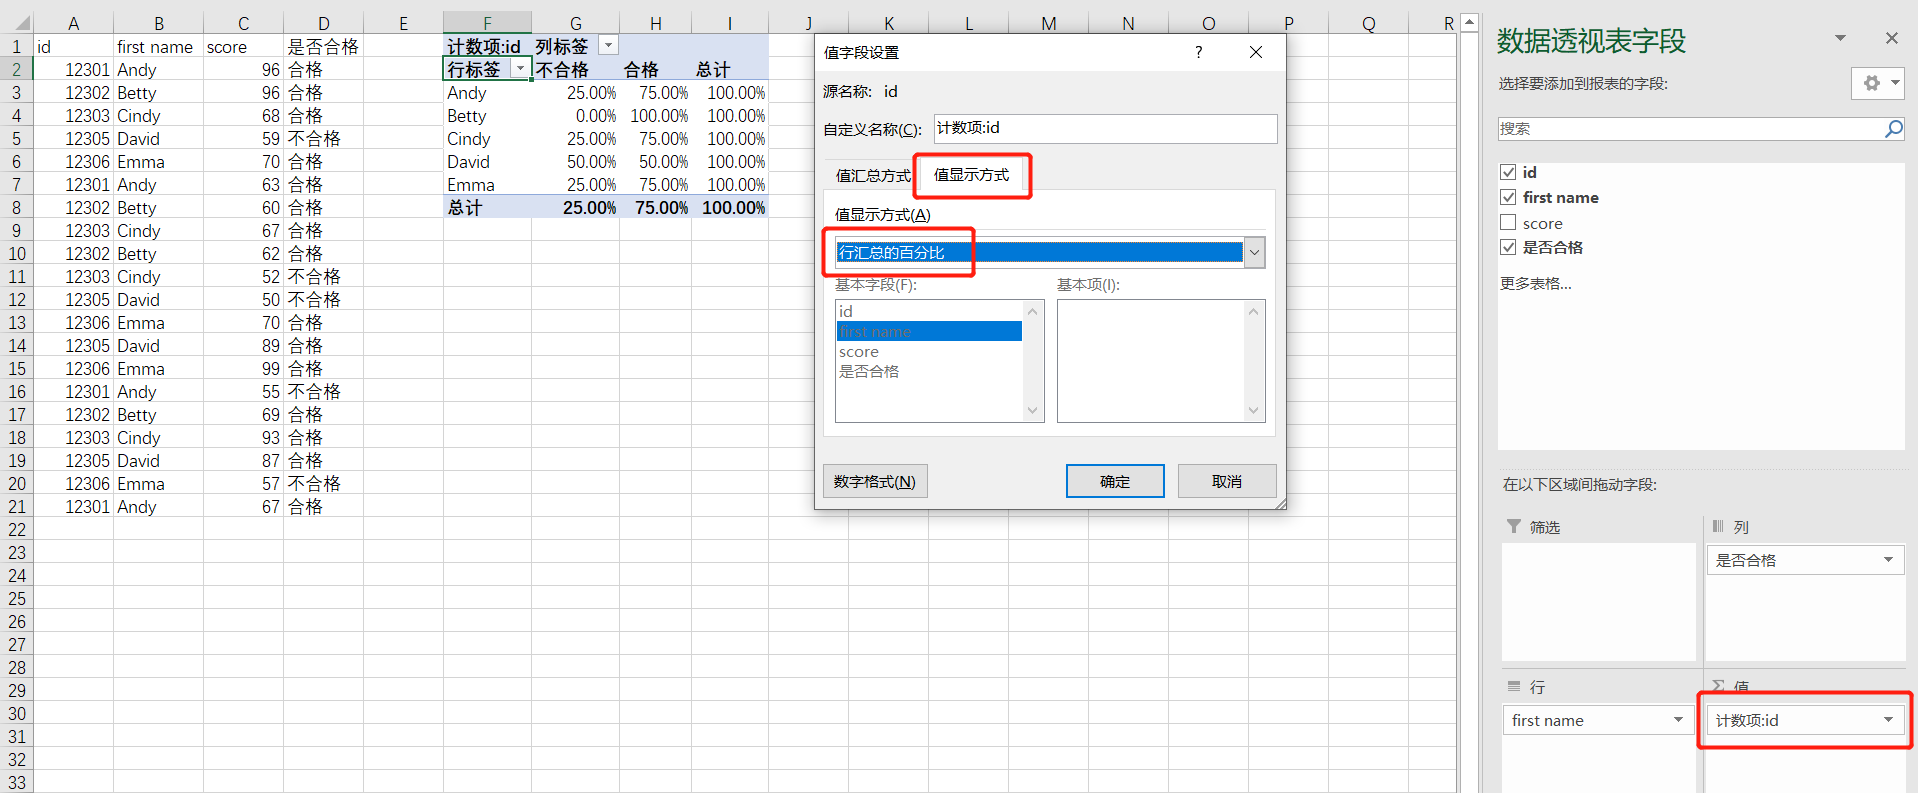 A B C D E F G H I J K L M N O P Q R
1 id first name score 是否合格 计数项:id 列标签
2 12301 Andy 96 合格 行标签 不合格 合格 总计
3 12302 Betty 96 合格 Andy 25.00% 75.00% 100.00%
4 12303 Cindy 68 合格 Betty 0.00% 100.00% 100.00%
5 12305 David 59 不合格 Cindy 25.00% 75.00% 100.00%
6 12306 Emma 70 合格 David 50.00% 50.00% 100.00%
7 12301 Andy 63 合格 Emma 25.00% 75.00% 100.00%
8 12302 Betty 60 合格 总计 25.00% 75.00% 100.00%
9 12303 Cindy 67 合格
10 12302 Betty 62 合格
11 12303 Cindy 52 不合格
12 12305 David 50 不合格
13 12306 Emma 70 合格
14 12305 David 89 合格
15 12306 Emma 99 合格
16 12301 Andy 55 不合格
17 12302 Betty 69 合格
18 12303 Cindy 93 合格
19 12305 David 87 合格
20 12306 Emma 57 不合格
21 12301 Andy 67 合格
22
23
24
25
26
27
28
29
30
31
32
33
值字段设置 ?
源名称: id
自定义名称(C): 计数项:id
值汇总方式 值显示方式
值显示方式(A)
行汇总的百分比
基本字段(F): 基本项(I):
id
first name
score
是否合格
数字格式(N) 确定 取消
数据透视表字段
选择要添加到报表的字段:
搜索
id
first name
score
是否合格
更多表格...
在以下区域间拖动字段:
筛选 列
是否合格
行 Σ 值
first name 计数项:id